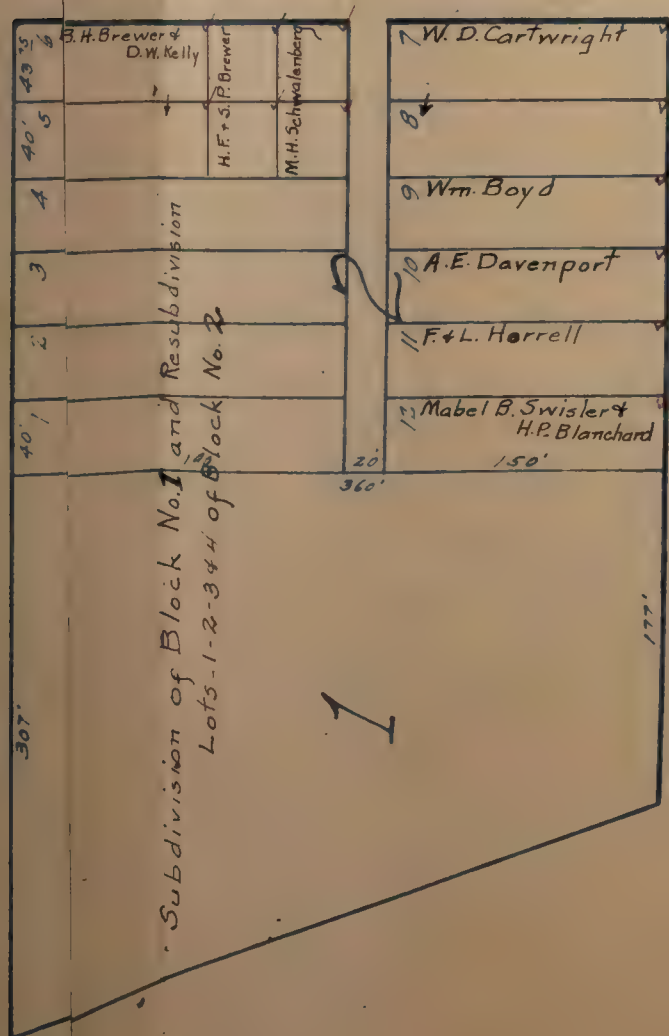 43⁷⁵ 6
B.H. Brewer &
D.W. Kelly
H.F. & S.P. Brewer
M.H. Schwalenberg
7 W. D. Cartwright
40' 5
8
4
9 Wm. Boyd
3
10 A.E. Davenport
2
11 F. & L. Horrell
40' 1
12 Mabel B. Swisler &
H.P. Blanchard
20'
150'
360'
Subdivision of Block No. 1 and Resubdivision
Lots - 1-2-3 & 4 of Block No. 2
177'
307'
1
2